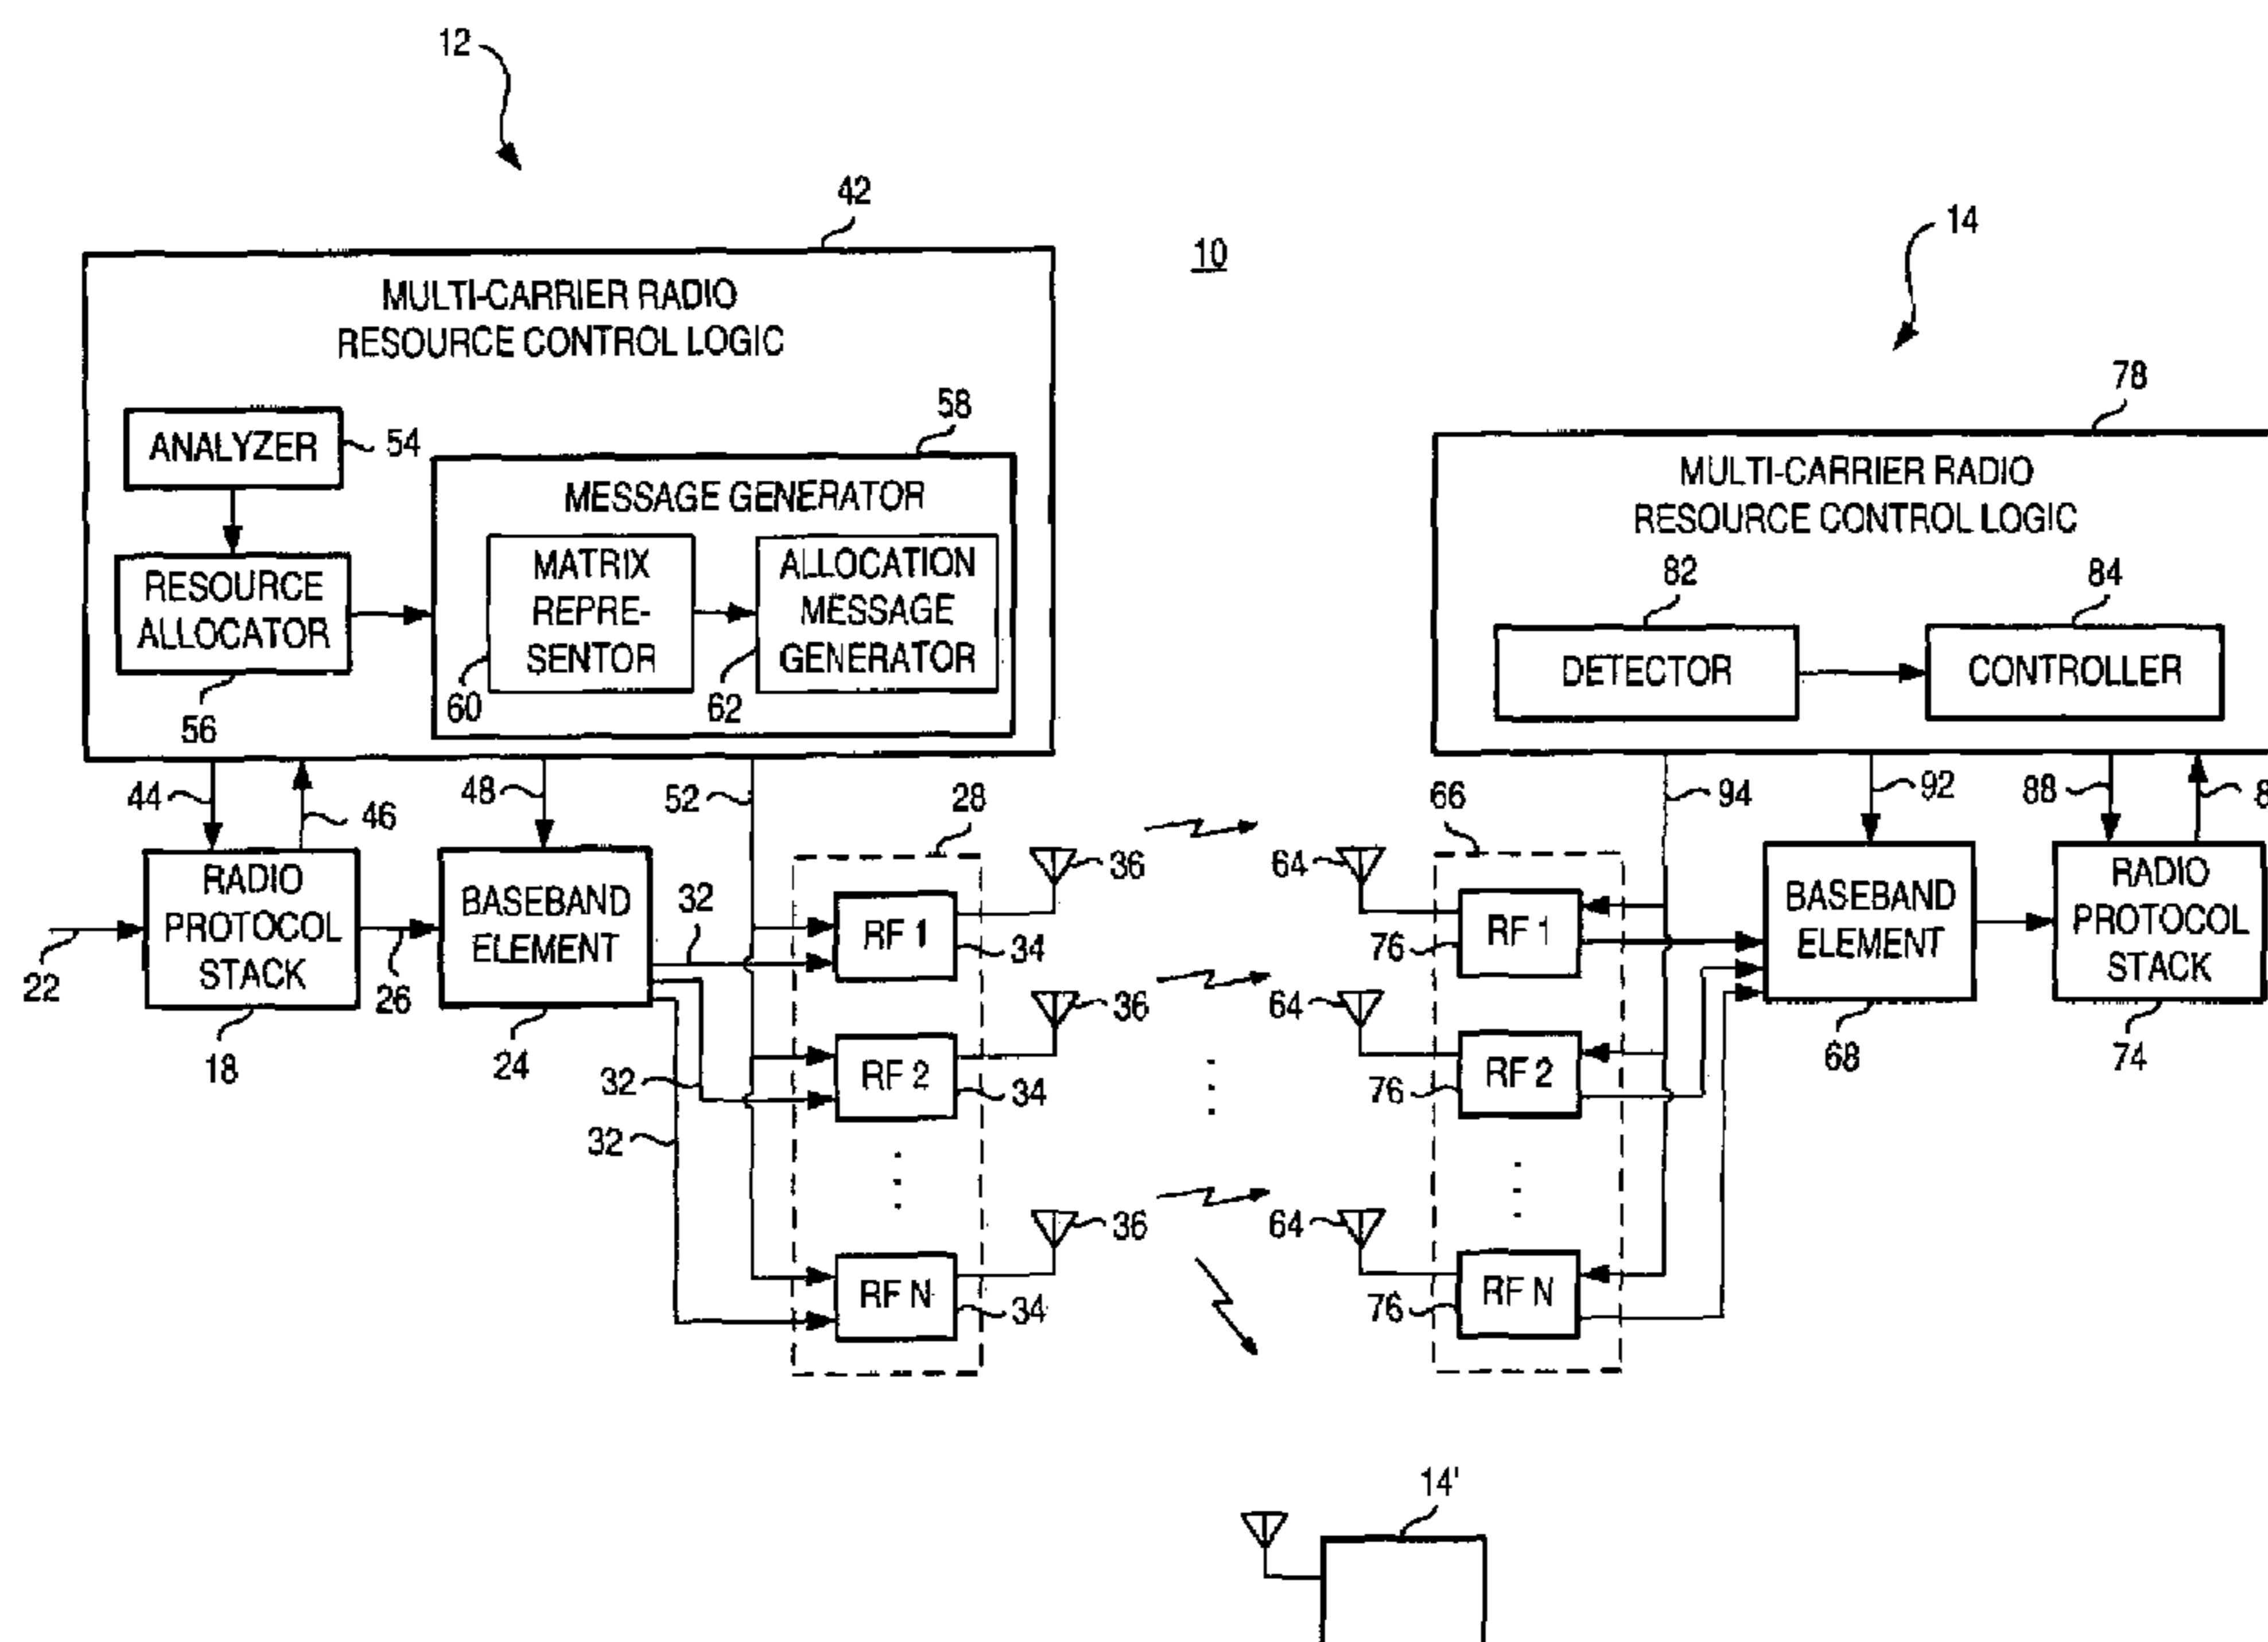 12
42
10
14
MULTI-CARRIER RADIO
RESOURCE CONTROL LOGIC
78
58
ANALYZER
54
MESSAGE GENERATOR
MULTI-CARRIER RADIO
RESOURCE CONTROL LOGIC
RESOURCE
ALLOCATOR
56
MATRIX
REPRE-
SENTOR
60
ALLOCATION
MESSAGE
GENERATOR
62
82
84
DETECTOR
CONTROLLER
44
46
48
52
28
66
94
92
88
22
RADIO
PROTOCOL
STACK
18
26
BASEBAND
ELEMENT
24
32
32
32
RF 1
34
36
RF 2
34
36
RF N
34
36
64
RF 1
76
64
RF 2
76
64
RF N
76
BASEBAND
ELEMENT
68
RADIO
PROTOCOL
STACK
74
14'